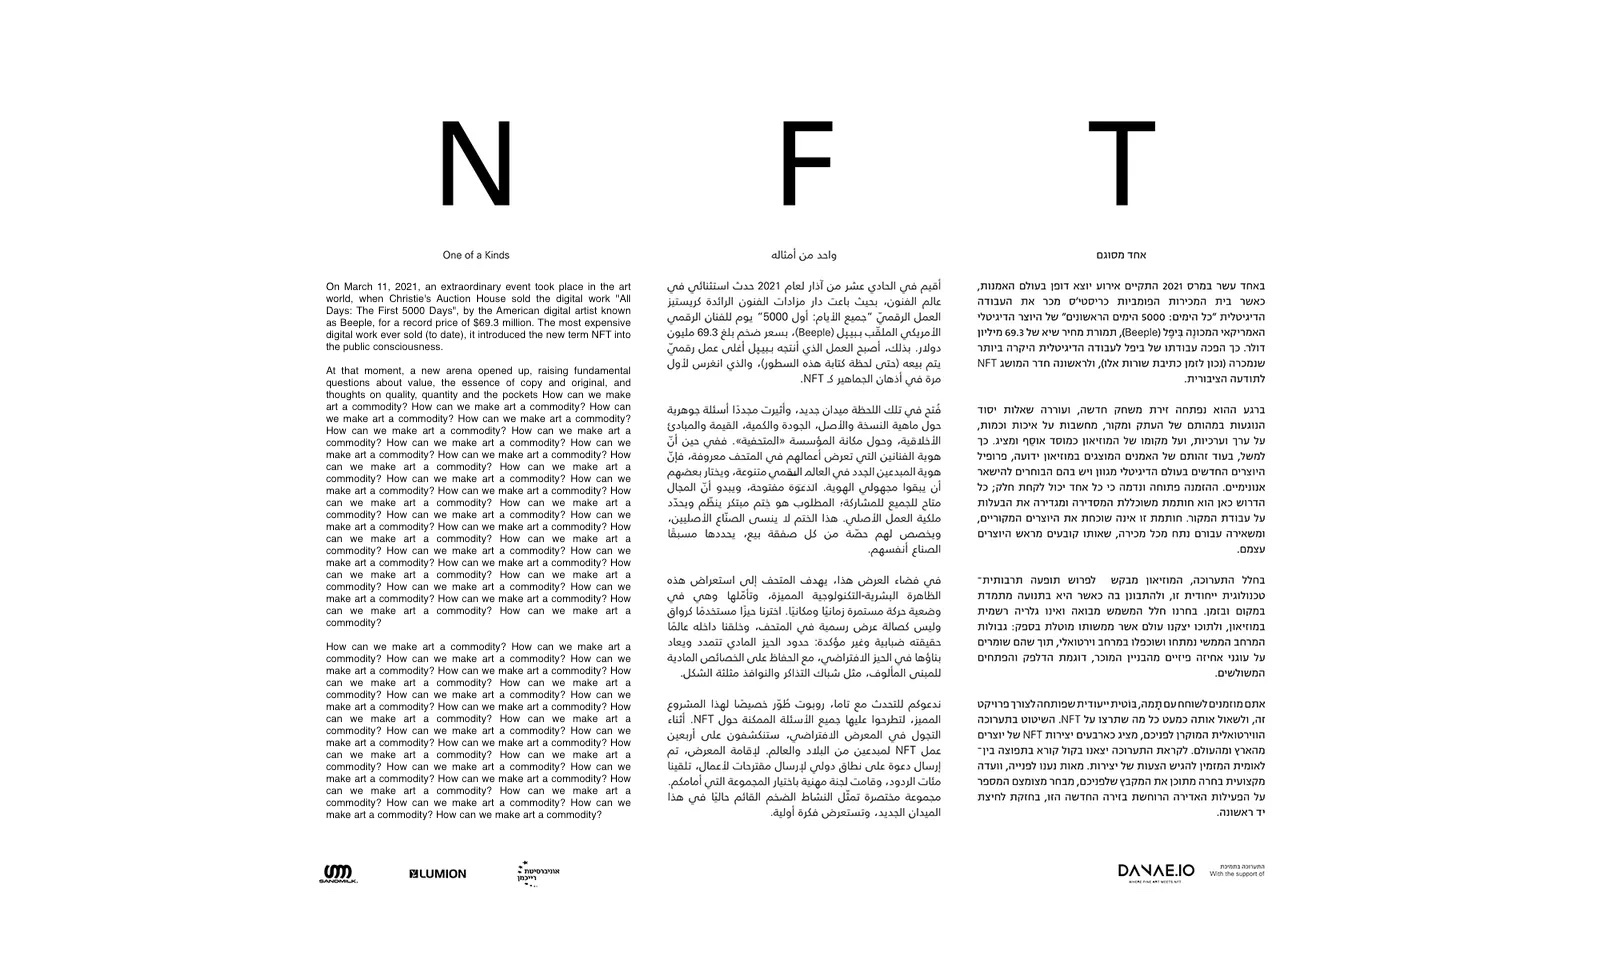 N F T
One of a Kinds
On March 11, 2021, an extraordinary event took place in the art
world, when Christie's Auction House sold the digital work "All
Days: The First 5000 Days", by the American digital artist known
as Beeple, for a record price of $69.3 million. The most expensive
digital work ever sold (to date), it introduced the new term NFT into
the public consciousness.
At that moment, a new arena opened up, raising fundamental
questions about value, the essence of copy and original, and
thoughts on quality, quantity and the pockets How can we make
art a commodity? How can we make art a commodity? How can
we make art a commodity? How can we make art a commodity?
How can we make art a commodity? How can we make art a
commodity? How can we make art a commodity? How can we
make art a commodity? How can we make art a commodity? How
can we make art a commodity? How can we make art a
commodity? How can we make art a commodity? How can we
make art a commodity? How can we make art a commodity? How
can we make art a commodity? How can we make art a
commodity? How can we make art a commodity? How can we
make art a commodity? How can we make art a commodity? How
can we make art a commodity? How can we make art a
commodity? How can we make art a commodity? How can we
make art a commodity? How can we make art a commodity? How
can we make art a commodity? How can we make art a
commodity? How can we make art a commodity? How can we
make art a commodity? How can we make art a commodity? How
can we make art a commodity? How can we make art a
commodity?
How can we make art a commodity? How can we make art a
commodity? How can we make art a commodity? How can we
make art a commodity? How can we make art a commodity? How
can we make art a commodity? How can we make art a
commodity? How can we make art a commodity? How can we
make art a commodity? How can we make art a commodity? How
can we make art a commodity? How can we make art a
commodity? How can we make art a commodity? How can we
make art a commodity? How can we make art a commodity? How
can we make art a commodity? How can we make art a
commodity? How can we make art a commodity? How can we
make art a commodity? How can we make art a commodity? How
can we make art a commodity? How can we make art a
commodity? How can we make art a commodity? How can we
make art a commodity? How can we make art a commodity?
واحد من أمثاله
أقيم في الحادي عشر من آذار لعام 2021 حدث استثنائي في
عالم الفنون، بحيث باعت دار مزادات الفنون الرائدة كريستيز
العمل الرقميّ "جميع الأيام: أول 5000" يوم للفنان الرقمي
الأمريكي الملقّب بـيـپـل (Beeple)، بسعر ضخم بلغ 69.3 مليون
دولار. بذلك، أصبح العمل الذي أنتجه بـيـپـل أغلى عمل رقميّ
يتم بيعه (حتى لحظة كتابة هذه السطور)، والذي انغرس لأول
مرة في أذهان الجماهير كـ NFT.
فُتح في تلك اللحظة ميدان جديد، وأثيرت مجددًا أسئلة جوهرية
حول ماهية النسخة والأصل، الجودة والكمية، القيمة والمبادئ
الأخلاقية، وحول مكانة المؤسسة «المتحفية». ففي حين أنّ
هوية الفنانين التي تعرض أعمالهم في المتحف معروفة، فإنّ
هوية المبدعين الجدد في العالم الرقمي متنوعة، ويختار بعضهم
أن يبقوا مجهولي الهوية. الدعوة مفتوحة، ويبدو أنّ المجال
متاح للجميع للمشاركة؛ المطلوب هو ختم مبتكر ينظّم ويحدّد
ملكية العمل الأصلي. هذا الختم لا ينسى الصنّاع الأصليين،
ويخصص لهم حصّة من كل صفقة بيع، يحددها مسبقًا
الصناع أنفسهم.
في فضاء العرض هذا، يهدف المتحف إلى استعراض هذه
الظاهرة البشرية-التكنولوجية المميزة، وتأمّلها وهي في
وضعية حركة مستمرة زمانيًا ومكانيًا. اخترنا حيزًا مستخدمًا كرواق
وليس كصالة عرض رسمية في المتحف، وخلقنا داخله عالمًا
حقيقته ضبابية وغير مؤكدة: حدود الحيز المادي تتمدد ويعاد
بناؤها في الحيز الافتراضي، مع الحفاظ على الخصائص المادية
للمبنى المألوف، مثل شباك التذاكر والنوافذ مثلثة الشكل.
ندعوكم للتحدث مع تاما، روبوت طُوّر خصيصًا لهذا المشروع
المميز، لتطرحوا عليها جميع الأسئلة الممكنة حول NFT. أثناء
التجول في المعرض الافتراضي، ستنكشفون على أربعين
عمل NFT لمبدعين من البلاد والعالم. لإقامة المعرض، تم
إرسال دعوة على نطاق دولي لإرسال مقترحات لأعمال، تلقينا
مئات الردود، وقامت لجنة مهنية باختيار المجموعة التي أمامكم.
مجموعة مختصرة تمثّل النشاط الضخم القائم حاليًا في هذا
الميدان الجديد، وتستعرض فكرة أولية.
אחד מסוגם
באחד עשר במרס 2021 התקיים אירוע יוצא דופן בעולם האמנות,
כאשר בית המכירות הפומביות כריסטי׳ס מכר את העבודה
הדיגיטלית ״כל הימים: 5000 הימים הראשונים״ של היוצר הדיגיטלי
האמריקאי המכוּנֶה בִּיפֶּל (Beeple), תמורת מחיר שיא של 69.3 מיליון
דולר. כך הפכה עבודתו של ביפל לעבודה הדיגיטלית היקרה ביותר
שנמכרה (נכון לזמן כתיבת שורות אלו), ולראשונה חדר המושג NFT
לתודעה הציבורית.
ברגע ההוא נפתחה זירת משחק חדשה, ועוררה שאלות יסוד
הנוגעות במהותם של העתק ומקור, מחשבות על איכות וכמות,
על ערך וערכיות, ועל מקומו של המוזיאון כמוסד אוסֵף ומציג. כך
למשל, בעוד זהותם של האמנים המוצגים במוזיאון ידועה, פרופיל
היוצרים החדשים בעולם הדיגיטלי מגוון ויש בהם הבוחרים להישאר
אנונימיים. ההזמנה פתוחה ונדמה כי כל אחד יכול לקחת חלק; כל
הדרוש כאן הוא חותמת משוכללת המסדירה ומגדירה את הבעלות
על עבודת המקור. חותמת זו אינה שוכחת את היוצרים המקוריים,
ומשאירה עבורם נתח מכל מכירה, שאותו קובעים מראש היוצרים
עצמם.
בחלל התערוכה, המוזיאון מבקש לפרוש תופעה תרבותית־
טכנולוגית ייחודית זו, ולהתבונן בה כאשר היא בתנועה מתמדת
במקום ובזמן. בחרנו חלל המשמש מבואה ואינו גלריה רשמית
במוזיאון, ולתוכו יצקנו עולם אשר ממשותו מוטלת בספק: גבולות
המרחב הממשי נמתחו ושוכפלו במרחב וירטואלי, תוך שהם שומרים
על עוגני אחיזה פיזיים מהבניין המוכר, דוגמת הדלפק והפתחים
המשולשים.
אתם מוזמנים לשוחח עם תָמה, בוטית ייעודית שפותחה לצורך פרויקט
זה, ולשאול אותה כמעט כל מה שתרצו על NFT. השיטוט בתערוכה
הווירטואלית המוקרן לפניכם, מציג כארבעים יצירות NFT של יוצרים
מהארץ ומהעולם. לקראת התערוכה יצאנו בקול קורא בתפוצה בין־
לאומית המזמין להגיש הצעות של יצירות. מאות נענו לפנייה, וועדה
מקצועית בחרה מתוכן את המקבץ שלפניכם, מבחר מצומצם המספר
על הפעילות האדירה הרוחשת בזירה החדשה הזו, בחזקת לחיצת
יד ראשונה.
SANDMILK.
LUMION
אוניברסיטת
רייכמן
DANAE.IO
WHERE FINE ART MEETS NFT
התערוכה בתמיכת
With the support of